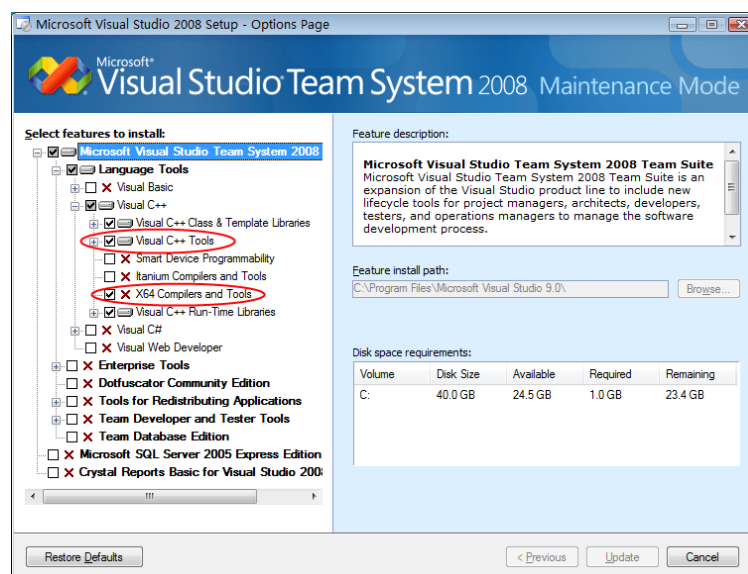 Microsoft Visual Studio 2008 Setup - Options Page
Microsoft®
Visual Studio Team System 2008 Maintenance Mode
Select features to install:
Microsoft Visual Studio Team System 2008
Language Tools
Visual Basic
Visual C++
Visual C++ Class & Template Libraries
Visual C++ Tools
Smart Device Programmability
Itanium Compilers and Tools
X64 Compilers and Tools
Visual C++ Run-Time Libraries
Visual C#
Visual Web Developer
Enterprise Tools
Dotfuscator Community Edition
Tools for Redistributing Applications
Team Developer and Tester Tools
Team Database Edition
Microsoft SQL Server 2005 Express Edition
Crystal Reports Basic for Visual Studio 200
Feature description:
Microsoft Visual Studio Team System 2008 Team Suite
Microsoft Visual Studio Team System 2008 Team Suite is an
expansion of the Visual Studio product line to include new
lifecycle tools for project managers, architects, developers,
testers, and operations managers to manage the software
development process.
Feature install path:
C:\Program Files\Microsoft Visual Studio 9.0\
Browse...
Disk space requirements:
Volume Disk Size Available Required Remaining
C: 40.0 GB 24.5 GB 1.0 GB 23.4 GB
Restore Defaults
< Previous
Update
Cancel